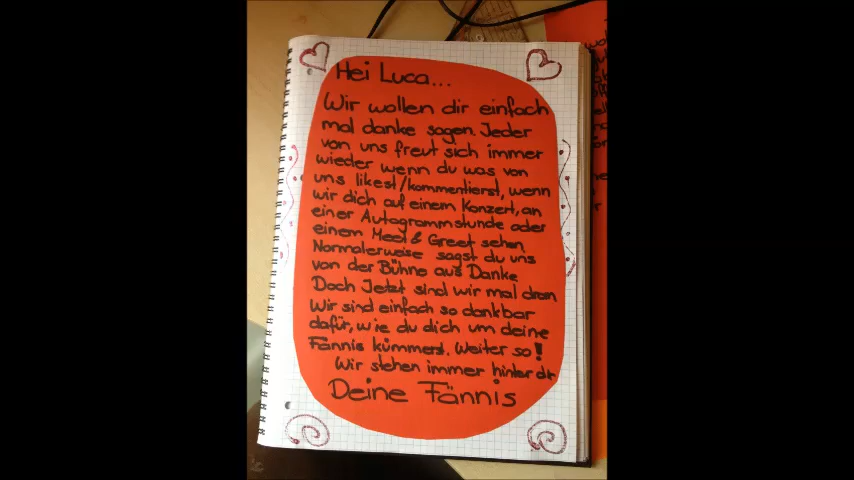 Hei Luca...
Wir wollen dir einfach
mal danke sagen. Jeder
von uns freut sich immer
wieder wenn du was von
uns likest/kommentierst, wenn
wir dich auf einem Konzert, an
einer Autagrammstunde oder
einem Meet & Greet sehen.
Normalerweise sagst du uns
von der Bühne aus Danke
Doch Jetzt sind wir mal dran
Wir sind einfach so dankbar
dafür, wie du dich um deine
Fännis kümmerst. Weiter so!
Wir stehen immer hinter dir
Deine Fännis